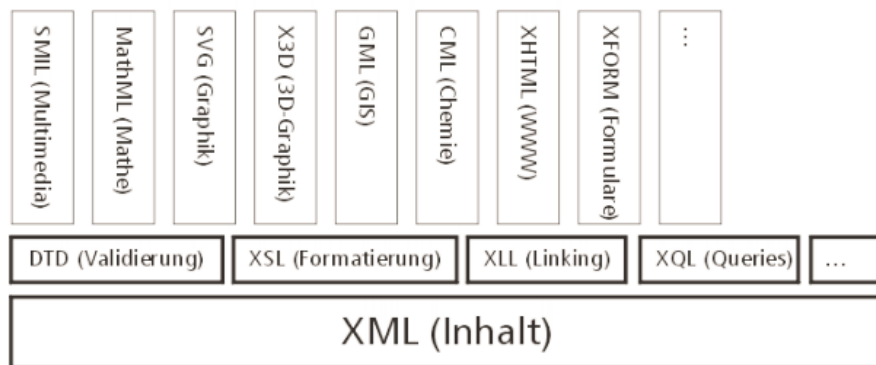 SMIL (Multimedia)
MathML (Mathe)
SVG (Graphik)
X3D (3D-Graphik)
GML (GIS)
CML (Chemie)
XHTML (WWW)
XFORM (Formulare)
...
DTD (Validierung)
XSL (Formatierung)
XLL (Linking)
XQL (Queries)
...
XML (Inhalt)